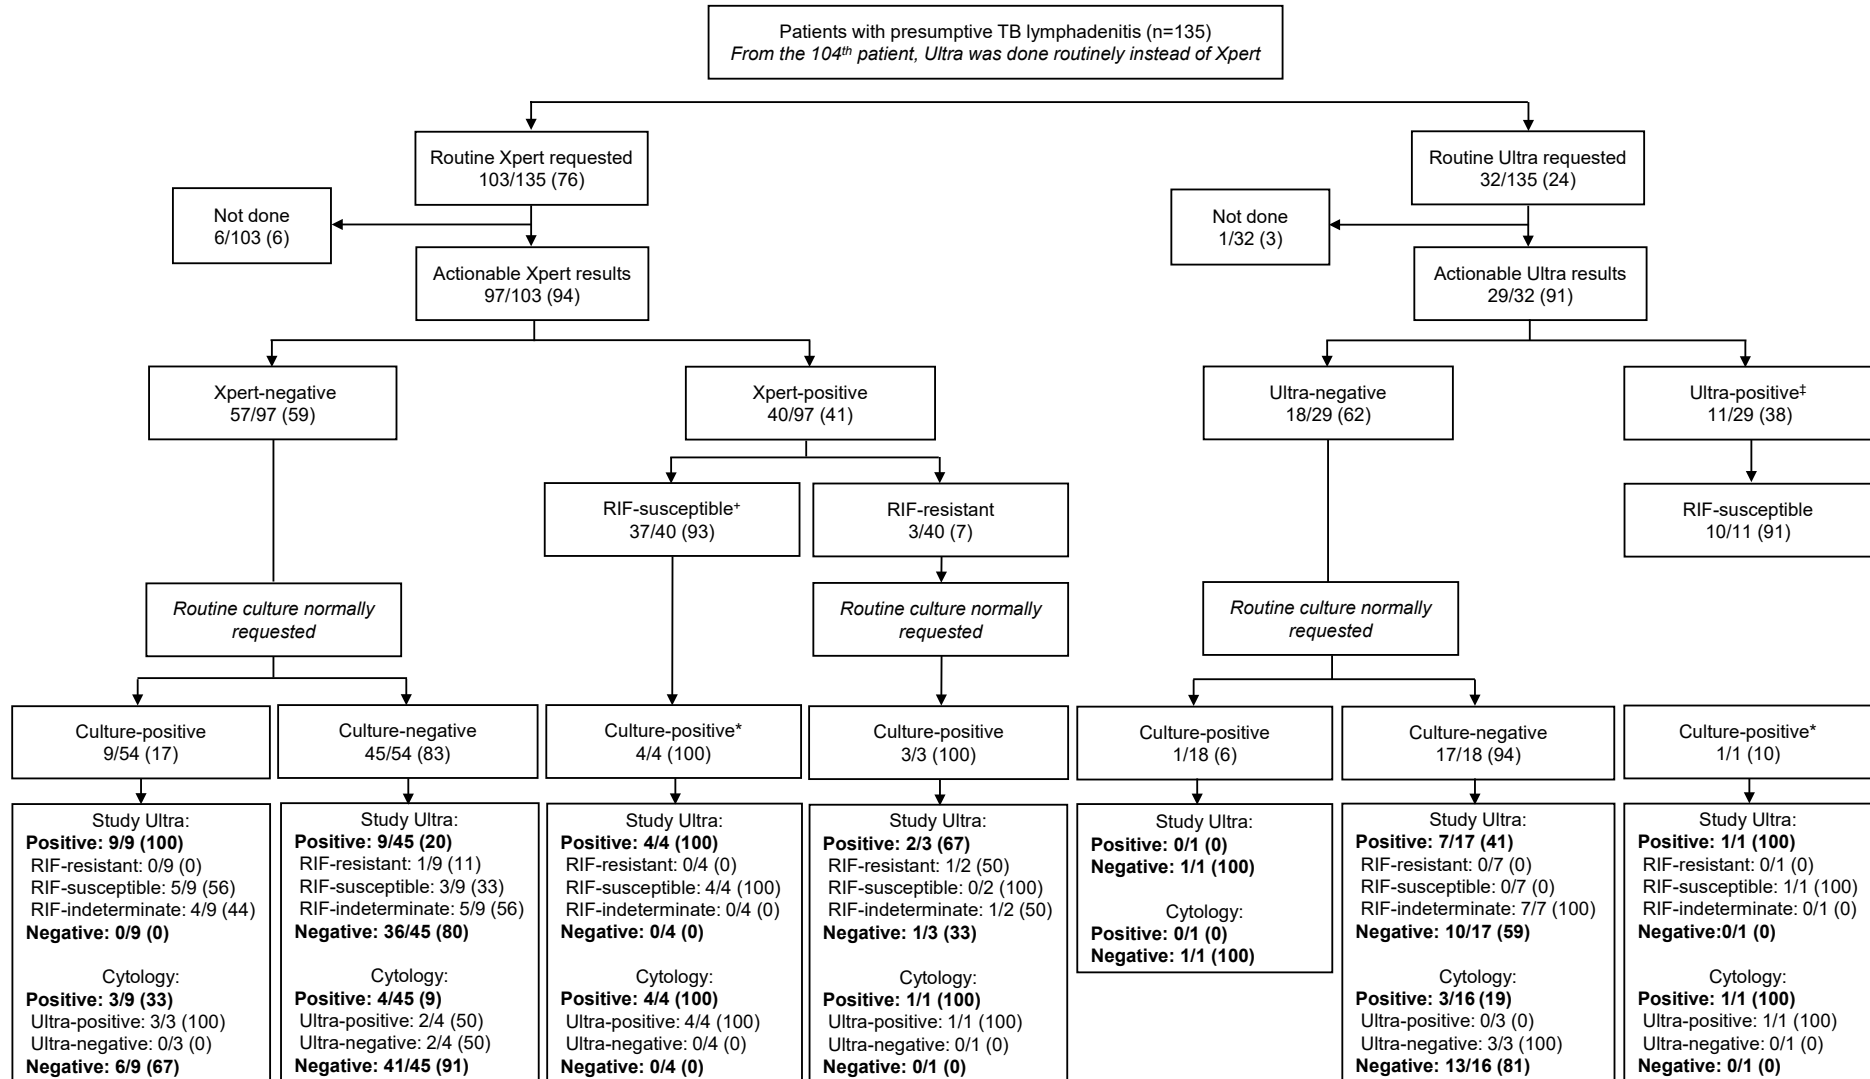 Patients with presumptive TB lymphadenitis (n=135)
From the 104th patient, Ultra was done routinely instead of Xpert
Routine Xpert requested
103/135 (76)
Routine Ultra requested
32/135 (24)
Not done
6/103 (6)
Not done
1/32 (3)
Actionable Xpert results
97/103 (94)
Actionable Ultra results
29/32 (91)
Xpert-negative
57/97 (59)
Xpert-positive
40/97 (41)
Ultra-negative
18/29 (62)
Ultra-positive‡
11/29 (38)
RIF-susceptible+
37/40 (93)
RIF-resistant
3/40 (7)
RIF-susceptible
10/11 (91)
Routine culture normally
requested
Routine culture normally
requested
Routine culture normally
requested
Culture-positive
9/54 (17)
Culture-negative
45/54 (83)
Culture-positive*
4/4 (100)
Culture-positive
3/3 (100)
Culture-positive
1/18 (6)
Culture-negative
17/18 (94)
Culture-positive*
1/1 (10)
Study Ultra:
Positive: 9/9 (100)
RIF-resistant: 0/9 (0)
RIF-susceptible: 5/9 (56)
RIF-indeterminate: 4/9 (44)
Negative: 0/9 (0)
Cytology:
Positive: 3/9 (33)
Ultra-positive: 3/3 (100)
Ultra-negative: 0/3 (0)
Negative: 6/9 (67)
Study Ultra:
Positive: 9/45 (20)
RIF-resistant: 1/9 (11)
RIF-susceptible: 3/9 (33)
RIF-indeterminate: 5/9 (56)
Negative: 36/45 (80)
Cytology:
Positive: 4/45 (9)
Ultra-positive: 2/4 (50)
Ultra-negative: 2/4 (50)
Negative: 41/45 (91)
Study Ultra:
Positive: 4/4 (100)
RIF-resistant: 0/4 (0)
RIF-susceptible: 4/4 (100)
RIF-indeterminate: 0/4 (0)
Negative: 0/4 (0)
Cytology:
Positive: 4/4 (100)
Ultra-positive: 4/4 (100)
Ultra-negative: 0/4 (0)
Negative: 0/4 (0)
Study Ultra:
Positive: 2/3 (67)
RIF-resistant: 1/2 (50)
RIF-susceptible: 0/2 (100)
RIF-indeterminate: 1/2 (50)
Negative: 1/3 (33)
Cytology:
Positive: 1/1 (100)
Ultra-positive: 1/1 (100)
Ultra-negative: 0/1 (0)
Negative: 0/1 (0)
Study Ultra:
Positive: 0/1 (0)
Negative: 1/1 (100)
Cytology:
Positive: 0/1 (0)
Negative: 1/1 (100)
Study Ultra:
Positive: 7/17 (41)
RIF-resistant: 0/7 (0)
RIF-susceptible: 0/7 (0)
RIF-indeterminate: 7/7 (100)
Negative: 10/17 (59)
Cytology:
Positive: 3/16 (19)
Ultra-positive: 0/3 (0)
Ultra-negative: 3/3 (100)
Negative: 13/16 (81)
Study Ultra:
Positive: 1/1 (100)
RIF-resistant: 0/1 (0)
RIF-susceptible: 1/1 (100)
RIF-indeterminate: 0/1 (0)
Negative:0/1 (0)
Cytology:
Positive: 1/1 (100)
Ultra-positive: 1/1 (100)
Ultra-negative: 0/1 (0)
Negative: 0/1 (0)